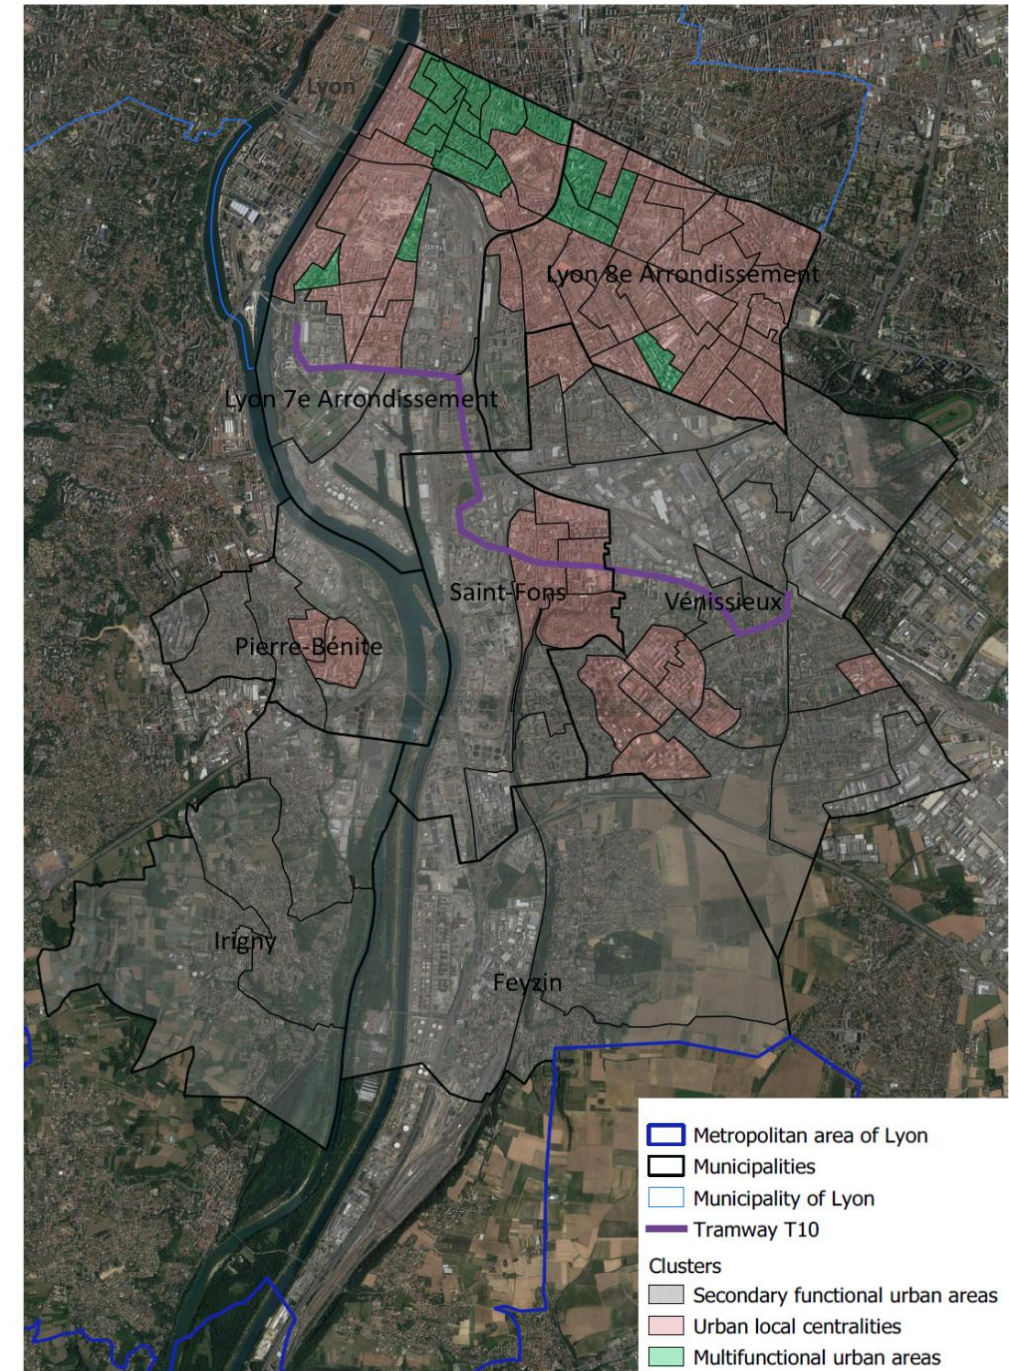 Lyon
Lyon 8e Arrondissement
Lyon 7e Arrondissement
Saint-Fons
Vénissieux
Pierre-Bénite
Irigny
Feyzin
Metropolitan area of Lyon
Municipalities
Municipality of Lyon
Tramway T10
Clusters
Secondary functional urban areas
Urban local centralities
Multifunctional urban areas